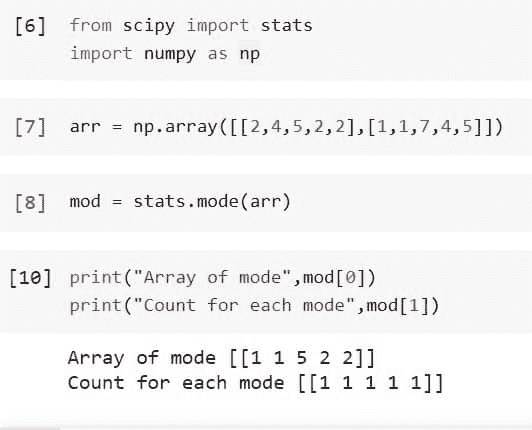 [6] from scipy import stats
import numpy as np
[7] arr = np.array([[2,4,5,2,2],[1,1,7,4,5]])
[8] mod = stats.mode(arr)
[10] print("Array of mode",mod[0])
print("Count for each mode",mod[1])
Array of mode [[1 1 5 2 2]]
Count for each mode [[1 1 1 1 1]]